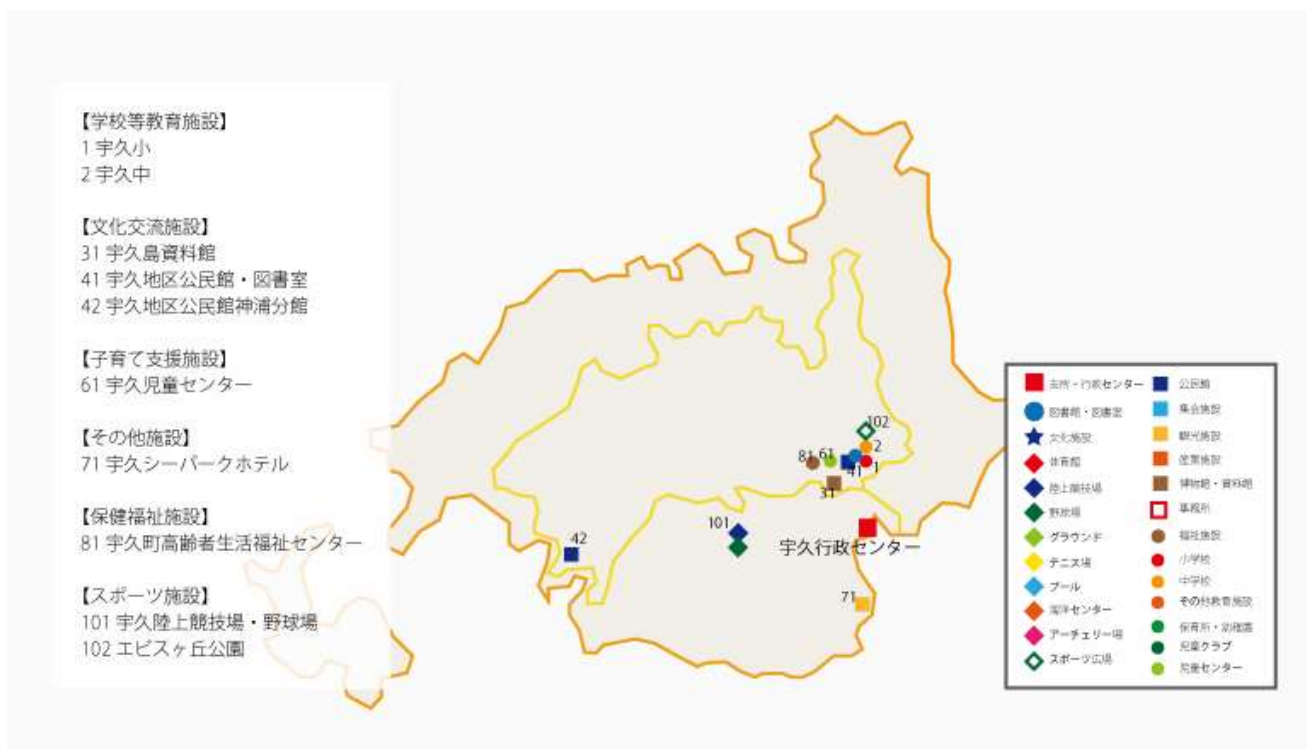 【学校等教育施設】
1 宇久小
2 宇久中
【文化交流施設】
31 宇久島資料館
41 宇久地区公民館・図書室
42 宇久地区公民館神浦分館
【子育て支援施設】
61 宇久児童センター
【その他施設】
71 宇久シーパークホテル
【保健福祉施設】
81 宇久町高齢者生活福祉センター
【スポーツ施設】
101 宇久陸上競技場・野球場
102 エビスヶ丘公園
102
2
81
61
41
1
31
101
宇久行政センター
42
71
支所・行政センター
図書館・図書室
文化施設
体育館
陸上競技場
野球場
グラウンド
テニス場
プール
海洋センター
アーチェリー場
スポーツ広場
公民館
集会施設
観光施設
産業施設
博物館・資料館
事務所
福祉施設
小学校
中学校
その他教育施設
保育所・幼稚園
児童クラブ
児童センター